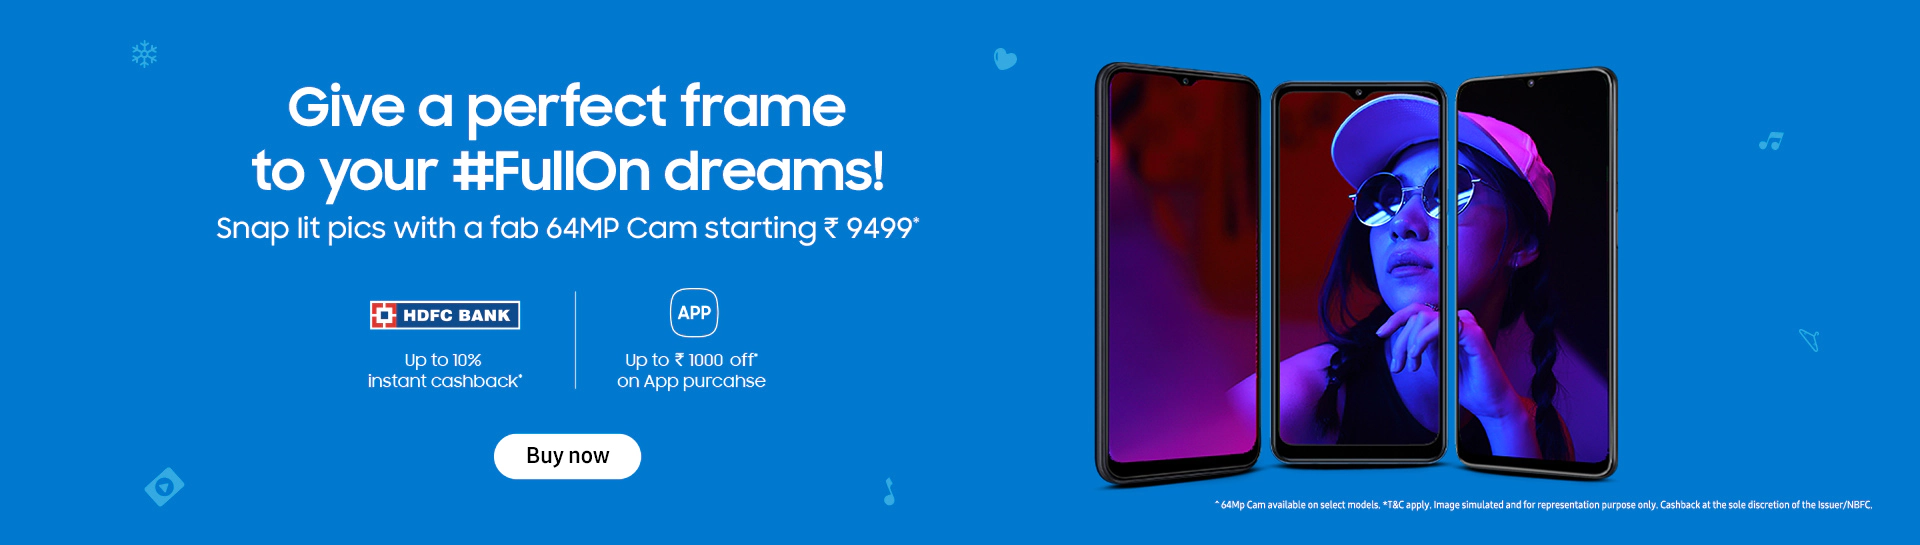 Give a perfect frame
to your #FullOn dreams!
Snap lit pics with a fab 64MP Cam starting ₹ 9499*
HDFC BANK
Up to 10%
instant cashback*
APP
Up to ₹ 1000 off*
on App purcahse
Buy now
^ 64Mp Cam available on select models. *T&C apply. Image simulated and for representation purpose only. Cashback at the sole discretion of the Issuer/NBFC.